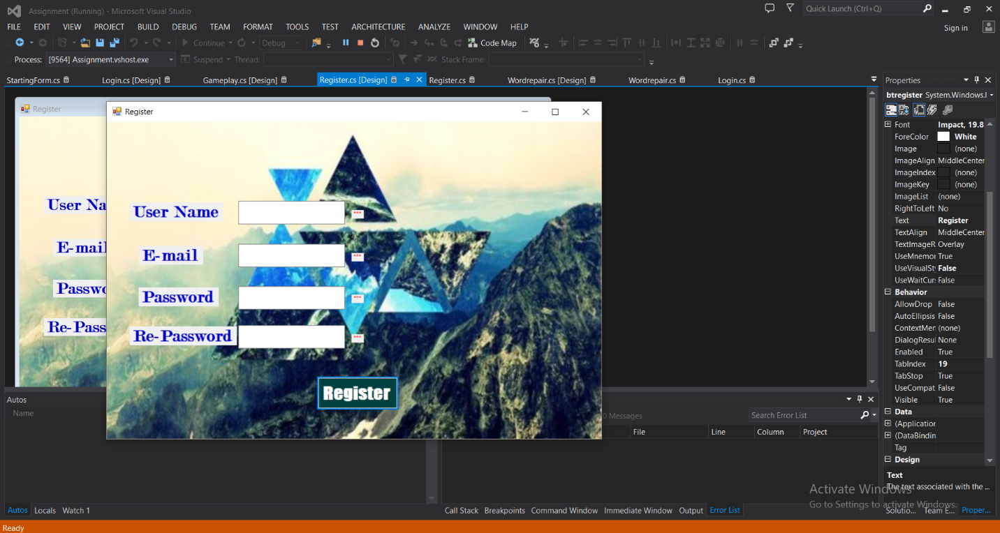 Assignment (Running) - Microsoft Visual Studio
Quick Launch (Ctrl+Q)
FILE EDIT VIEW PROJECT BUILD DEBUG TEAM FORMAT TOOLS TEST ARCHITECTURE ANALYZE WINDOW HELP
Sign in
Continue Debug Code Map
Process: [9564] Assignment.vshost.exe Suspend Thread: Stack Frame:
StartingForm.cs Login.cs [Design] Gameplay.cs [Design] Register.cs [Design] Register.cs Wordrepair.cs [Design] Wordrepair.cs Login.cs
Register
User Na
E-mail
Passwo
Re-Pass
Register
User Name ***
E-mail ***
Password ***
Re-Password ***
Register
Properties
btregister System.Windows.I
Font Impact, 19.8
ForeColor White
Image (none)
ImageAlign MiddleCenter
ImageIndex (none)
ImageKey (none)
ImageList (none)
RightToLeft No
Text Register
TextAlign MiddleCenter
TextImageR Overlay
UseMnemor True
UseVisualSt False
UseWaitCur False
Behavior
AllowDrop False
AutoEllipsis False
ContextMer (none)
DialogResul None
Enabled True
TabIndex 19
TabStop True
UseCompat False
Visible True
Data
(Application
(DataBindin
Tag
Design
Text
The text associated with the ...
Autos
Name
0 Messages
Search Error List
File Line Column Project
Activate Windows
Go to Settings to activate Windows.
Autos Locals Watch 1
Call Stack Breakpoints Command Window Immediate Window Output Error List
Solutio... Team E... Proper...
Ready